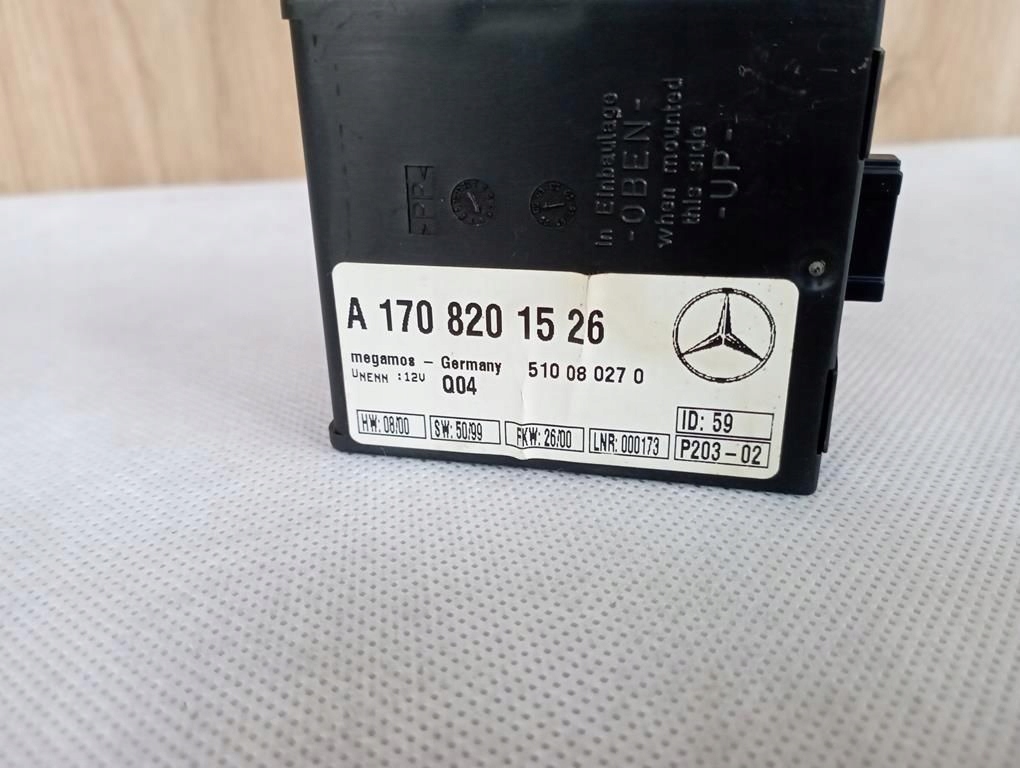 in Einbaulage
-OBEN-
when mounted
this side
-UP-
>PP<
A 170 820 15 26
megamos - Germany 510 08 027 0
UNENN :12V Q04
HW: 08/00 SW: 50/99 FKW: 26/00 LNR: 000173
ID: 59
P203-02